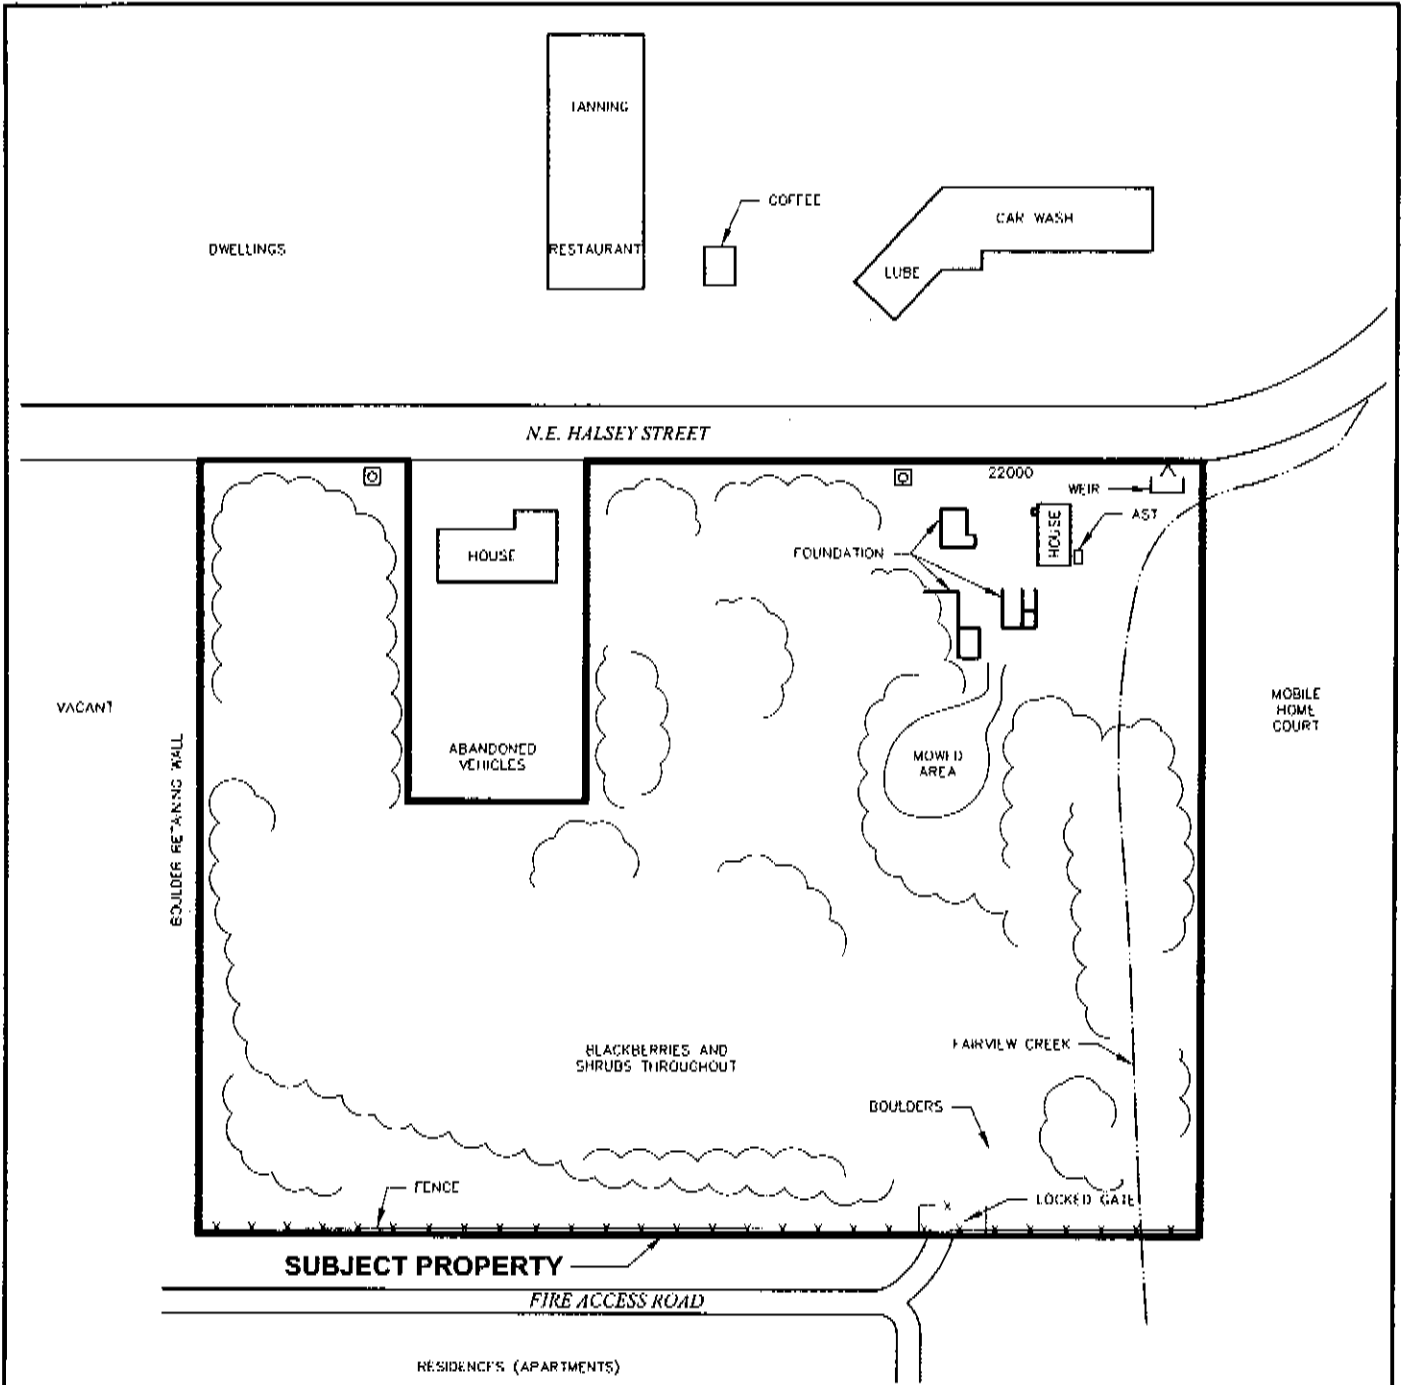 TANNING
COFFEE
CAR WASH
DWELLINGS
RESTAURANT
LUBE
N.E. HALSEY STREET
22000
WEIR
AST
HOUSE
HOUSE
FOUNDATION
VACANT
MOBILE
HOME
COURT
ABANDONED
VEHICLES
MOWED
AREA
BOULDER RETAINING WALL
BLACKBERRIES AND
SHRUBS THROUGHOUT
FAIRVIEW CREEK
BOULDERS
FENCE
LOCKED GATE
SUBJECT PROPERTY
FIRE ACCESS ROAD
RESIDENCES (APARTMENTS)